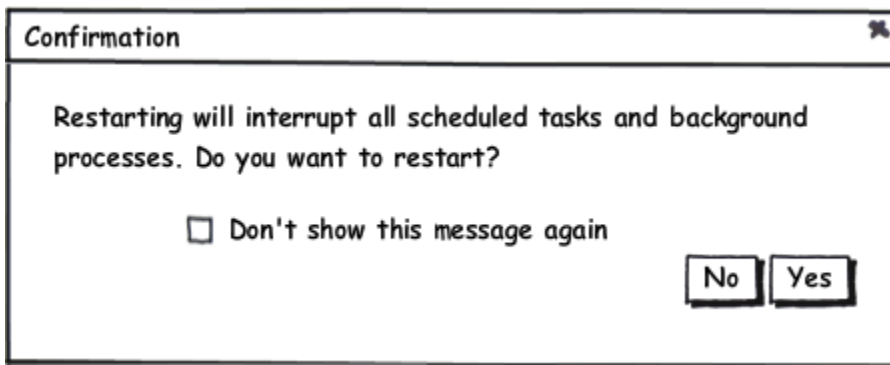 Confirmation
Restarting will interrupt all scheduled tasks and background
processes. Do you want to restart?
Don't show this message again
No Yes